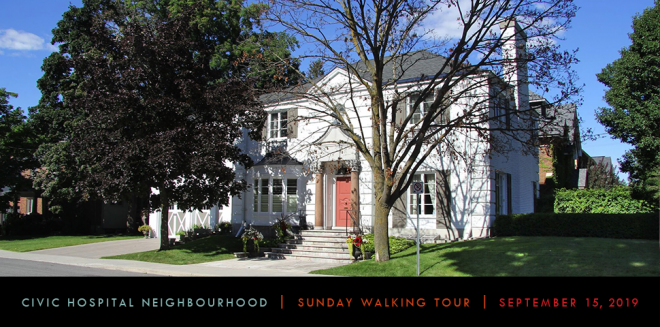 CIVIC HOSPITAL NEIGHBOURHOOD | SUNDAY WALKING TOUR | SEPTEMBER 15, 2019